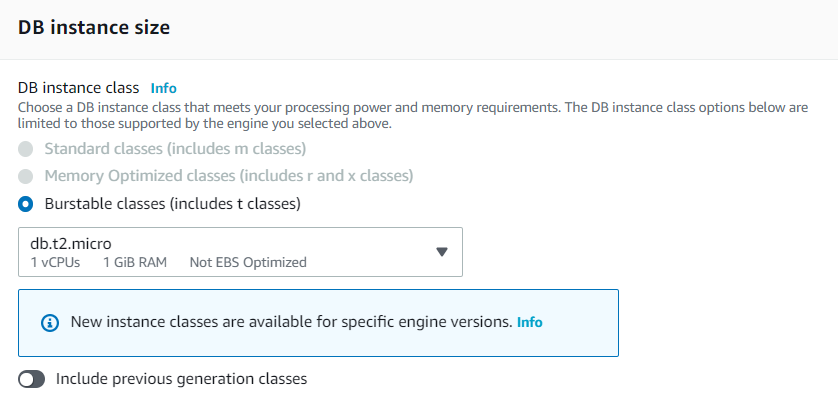 DB instance size
DB instance class Info
Choose a DB instance class that meets your processing power and memory requirements. The DB instance class options below are
limited to those supported by the engine you selected above.
Standard classes (includes m classes)
Memory Optimized classes (includes r and x classes)
Burstable classes (includes t classes)
db.t2.micro
1 vCPUs 1 GiB RAM Not EBS Optimized
New instance classes are available for specific engine versions. Info
Include previous generation classes